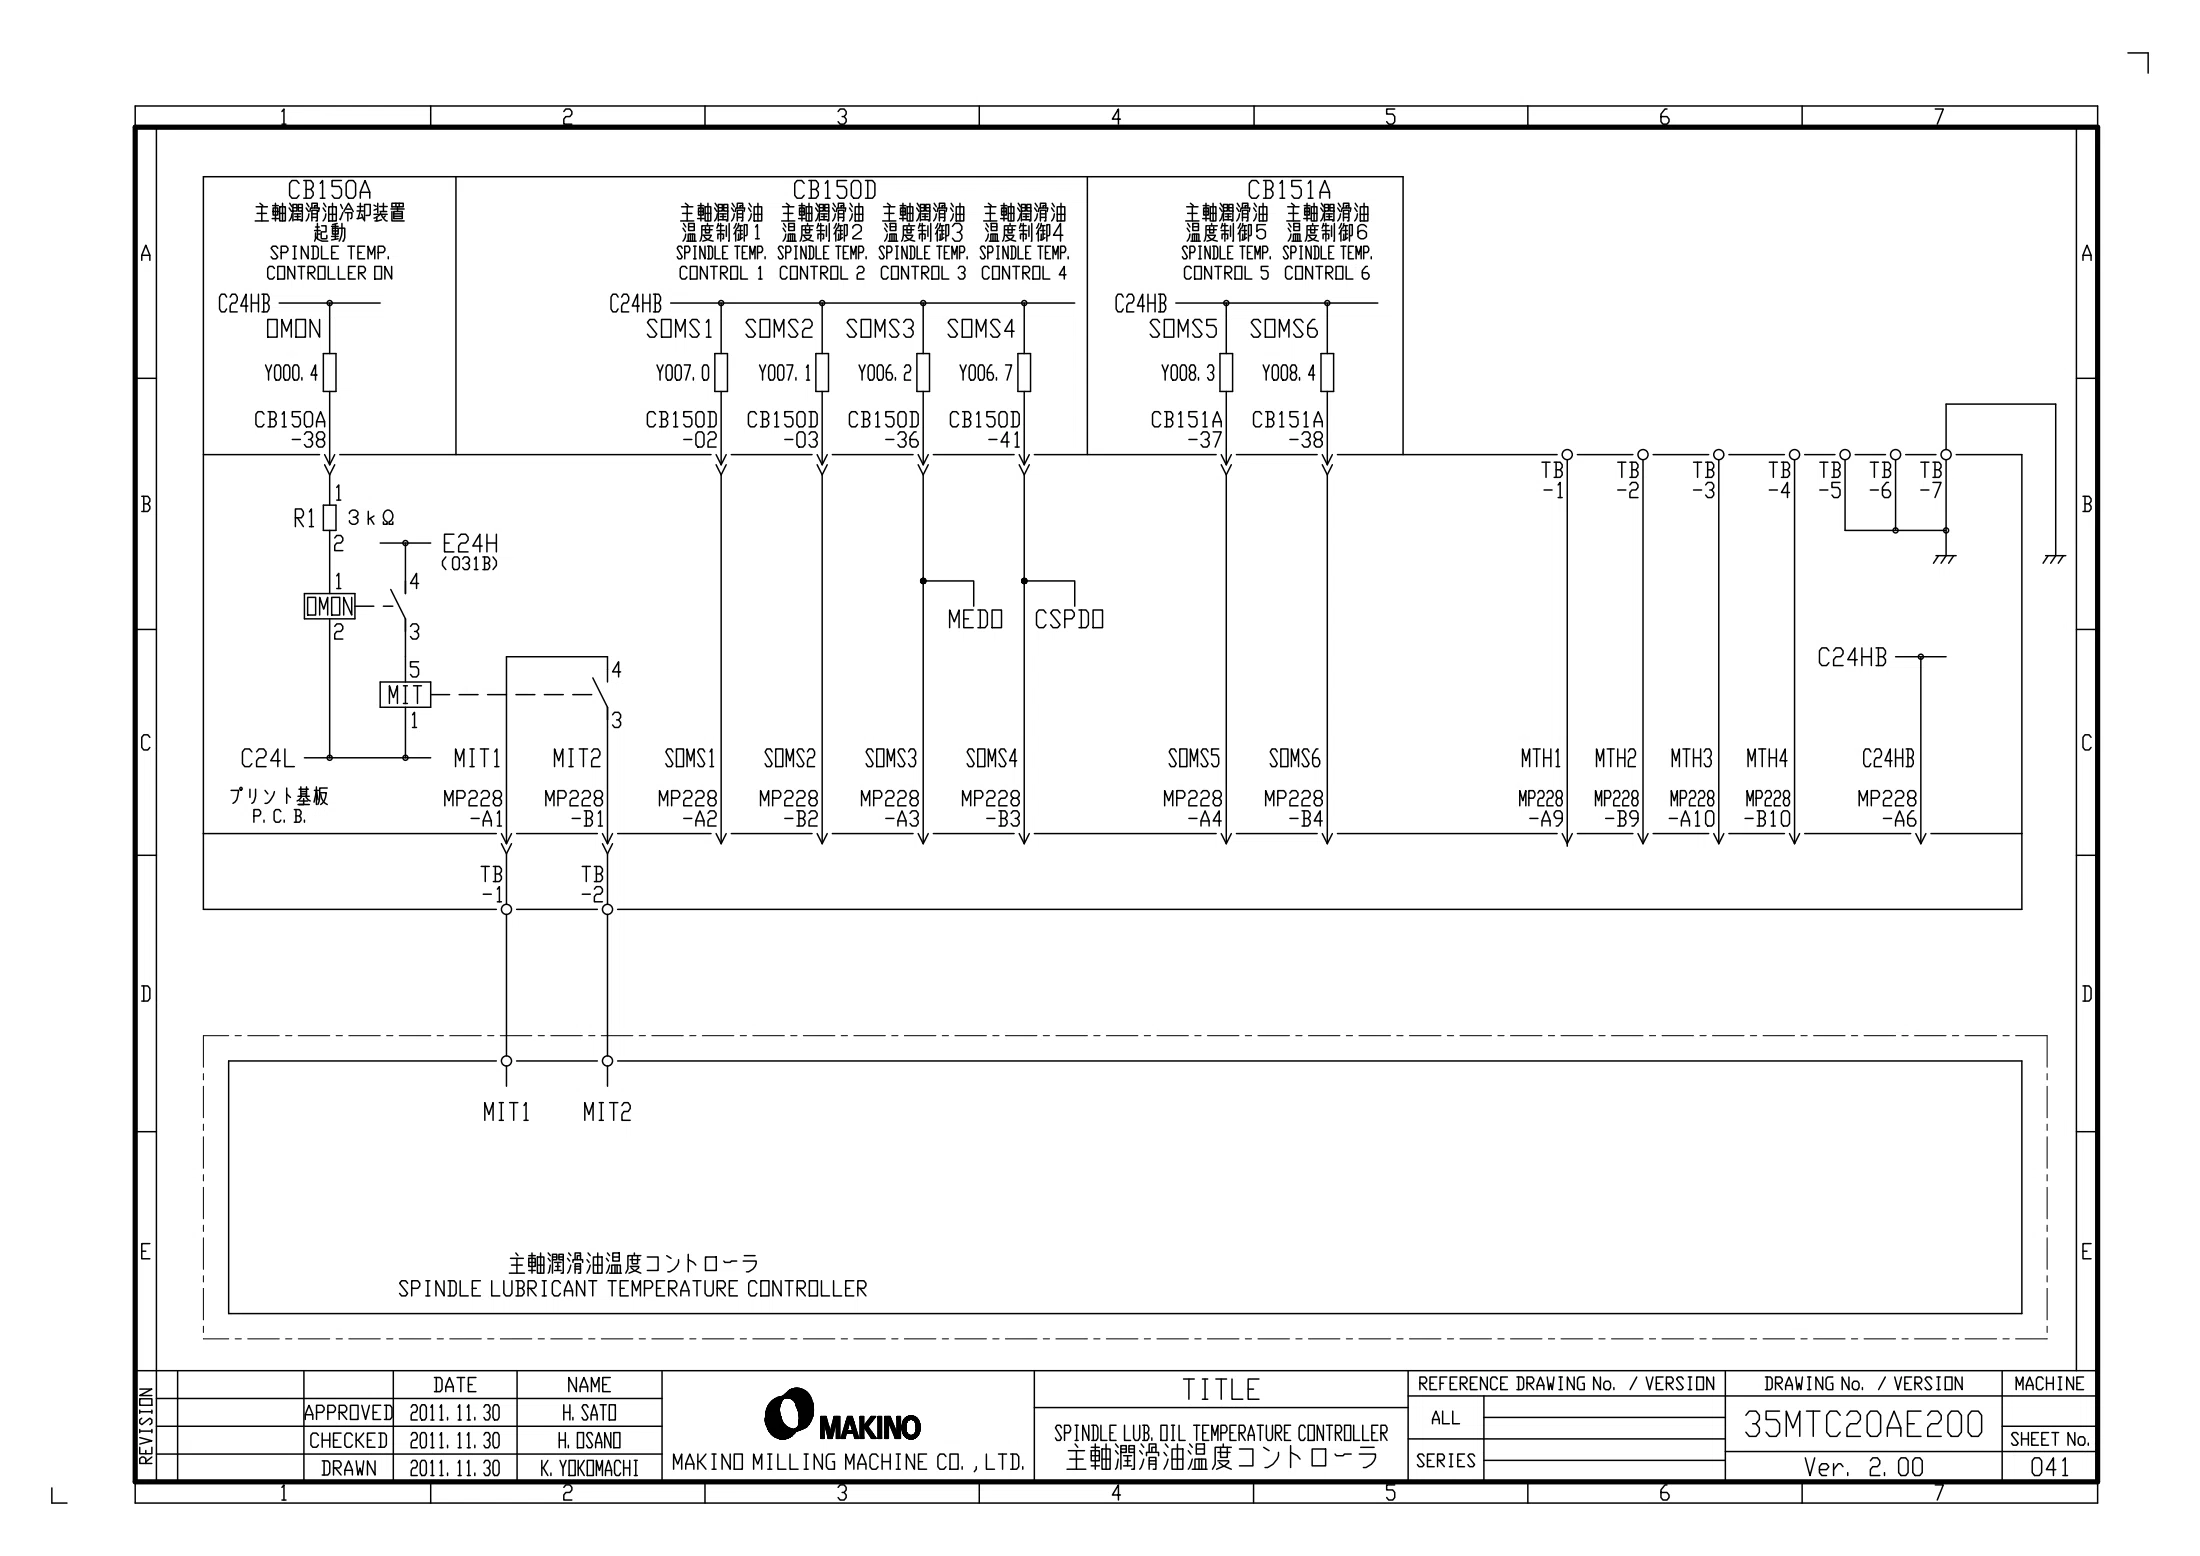 1 2 3 4 5 6 7
CB150A
主軸潤滑油冷却装置
起動
SPINDLE TEMP.
CONTROLLER ON
C24HB
OMON
Y000.4
CB150A
-38
CB150D
主軸潤滑油 主軸潤滑油 主軸潤滑油 主軸潤滑油
温度制御1 温度制御2 温度制御3 温度制御4
SPINDLE TEMP. SPINDLE TEMP. SPINDLE TEMP. SPINDLE TEMP.
CONTROL 1 CONTROL 2 CONTROL 3 CONTROL 4
C24HB
SOMS1 SOMS2 SOMS3 SOMS4
Y007.0 Y007.1 Y006.2 Y006.7
CB150D CB150D CB150D CB150D
-02 -03 -36 -41
CB151A
主軸潤滑油 主軸潤滑油
温度制御5 温度制御6
SPINDLE TEMP. SPINDLE TEMP.
CONTROL 5 CONTROL 6
C24HB
SOMS5 SOMS6
Y008.3 Y008.4
CB151A CB151A
-37 -38
A A
TB TB TB TB TB TB TB
-1 -2 -3 -4 -5 -6 -7
B B
1
R1 3kΩ
2
E24H
(031B)
1 4
OMON
2 3
MEDO CSPDO
5 4
MIT
1 3
C24HB
C C
C24L MIT1 MIT2 SOMS1 SOMS2 SOMS3 SOMS4 SOMS5 SOMS6 MTH1 MTH2 MTH3 MTH4 C24HB
プリント基板
P.C.B.
MP228 MP228 MP228 MP228 MP228 MP228 MP228 MP228 MP228 MP228 MP228 MP228 MP228
-A1 -B1 -A2 -B2 -A3 -B3 -A4 -B4 -A9 -B9 -A10 -B10 -A6
TB TB
-1 -2
D D
MIT1 MIT2
E E
主軸潤滑油温度コントローラ
SPINDLE LUBRICANT TEMPERATURE CONTROLLER
REVISION
DATE NAME
APPROVED 2011.11.30 H.SATO
CHECKED 2011.11.30 H.OSANO
DRAWN 2011.11.30 K.YOKOMACHI
MAKINO
MAKINO MILLING MACHINE CO.,LTD.
TITLE
SPINDLE LUB. OIL TEMPERATURE CONTROLLER
主軸潤滑油温度コントローラ
REFERENCE DRAWING No. / VERSION
ALL
SERIES
DRAWING No. / VERSION
35MTC20AE200
Ver. 2.00
MACHINE
SHEET No.
041
1 2 3 4 5 6 7